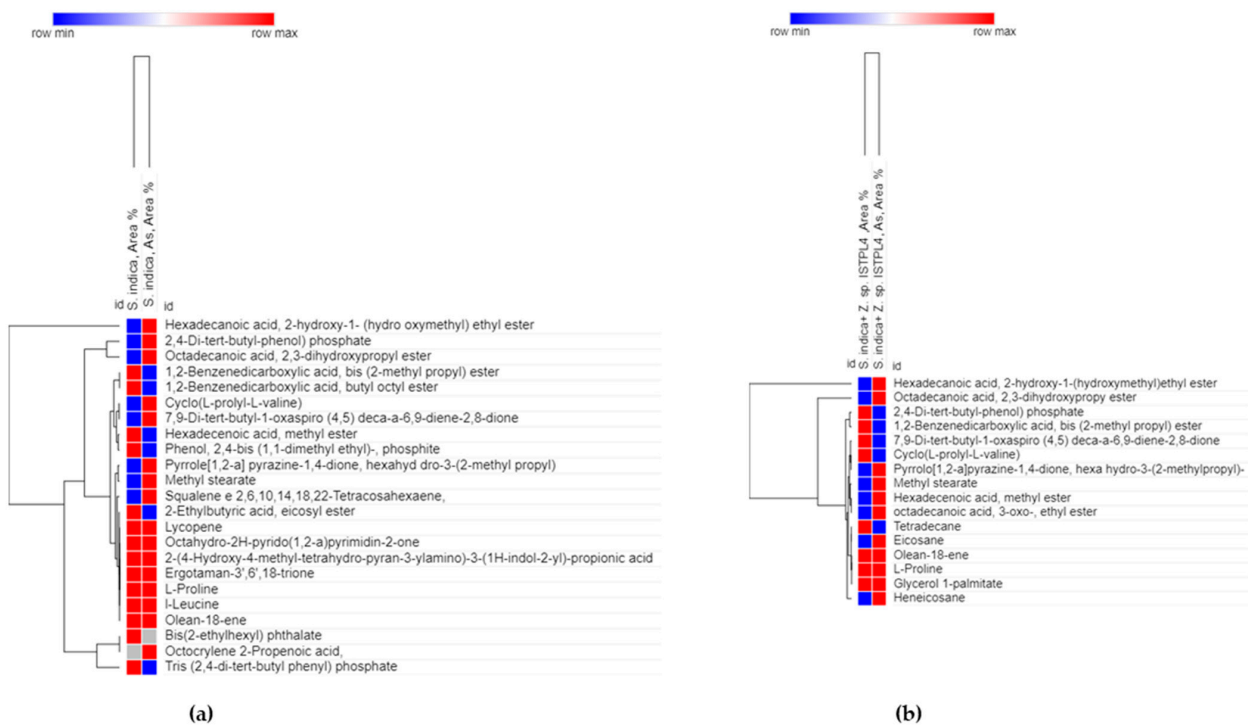 row min row max
S. indica, Area %
S. indica, As, Area %
id id
Hexadecanoic acid, 2-hydroxy-1- (hydro oxymethyl) ethyl ester
2,4-Di-tert-butyl-phenol) phosphate
Octadecanoic acid, 2,3-dihydroxypropyl ester
1,2-Benzenedicarboxylic acid, bis (2-methyl propyl) ester
1,2-Benzenedicarboxylic acid, butyl octyl ester
Cyclo(L-prolyl-L-valine)
7,9-Di-tert-butyl-1-oxaspiro (4,5) deca-a-6,9-diene-2,8-dione
Hexadecenoic acid, methyl ester
Phenol, 2,4-bis (1,1-dimethyl ethyl)-, phosphite
Pyrrole[1,2-a] pyrazine-1,4-dione, hexahyd dro-3-(2-methyl propyl)
Methyl stearate
Squalene e 2,6,10,14,18,22-Tetracosahexaene,
2-Ethylbutyric acid, eicosyl ester
Lycopene
Octahydro-2H-pyrido(1,2-a)pyrimidin-2-one
2-(4-Hydroxy-4-methyl-tetrahydro-pyran-3-ylamino)-3-(1H-indol-2-yl)-propionic acid
Ergotaman-3',6',18-trione
L-Proline
l-Leucine
Olean-18-ene
Bis(2-ethylhexyl) phthalate
Octocrylene 2-Propenoic acid,
Tris (2,4-di-tert-butyl phenyl) phosphate
(a)
row min row max
S. indica+ Z. sp. ISTPL4 Area %
S. indica+ Z. sp. ISTPL4, As, Area %
id id
Hexadecanoic acid, 2-hydroxy-1-(hydroxymethyl)ethyl ester
Octadecanoic acid, 2,3-dihydroxypropy ester
2,4-Di-tert-butyl-phenol) phosphate
1,2-Benzenedicarboxylic acid, bis (2-methyl propyl) ester
7,9-Di-tert-butyl-1-oxaspiro (4,5) deca-a-6,9-diene-2,8-dione
Cyclo(L-prolyl-L-valine)
Pyrrolo[1,2-a]pyrazine-1,4-dione, hexa hydro-3-(2-methylpropyl)-
Methyl stearate
Hexadecenoic acid, methyl ester
octadecanoic acid, 3-oxo-, ethyl ester
Tetradecane
Eicosane
Olean-18-ene
L-Proline
Glycerol 1-palmitate
Heneicosane
(b)